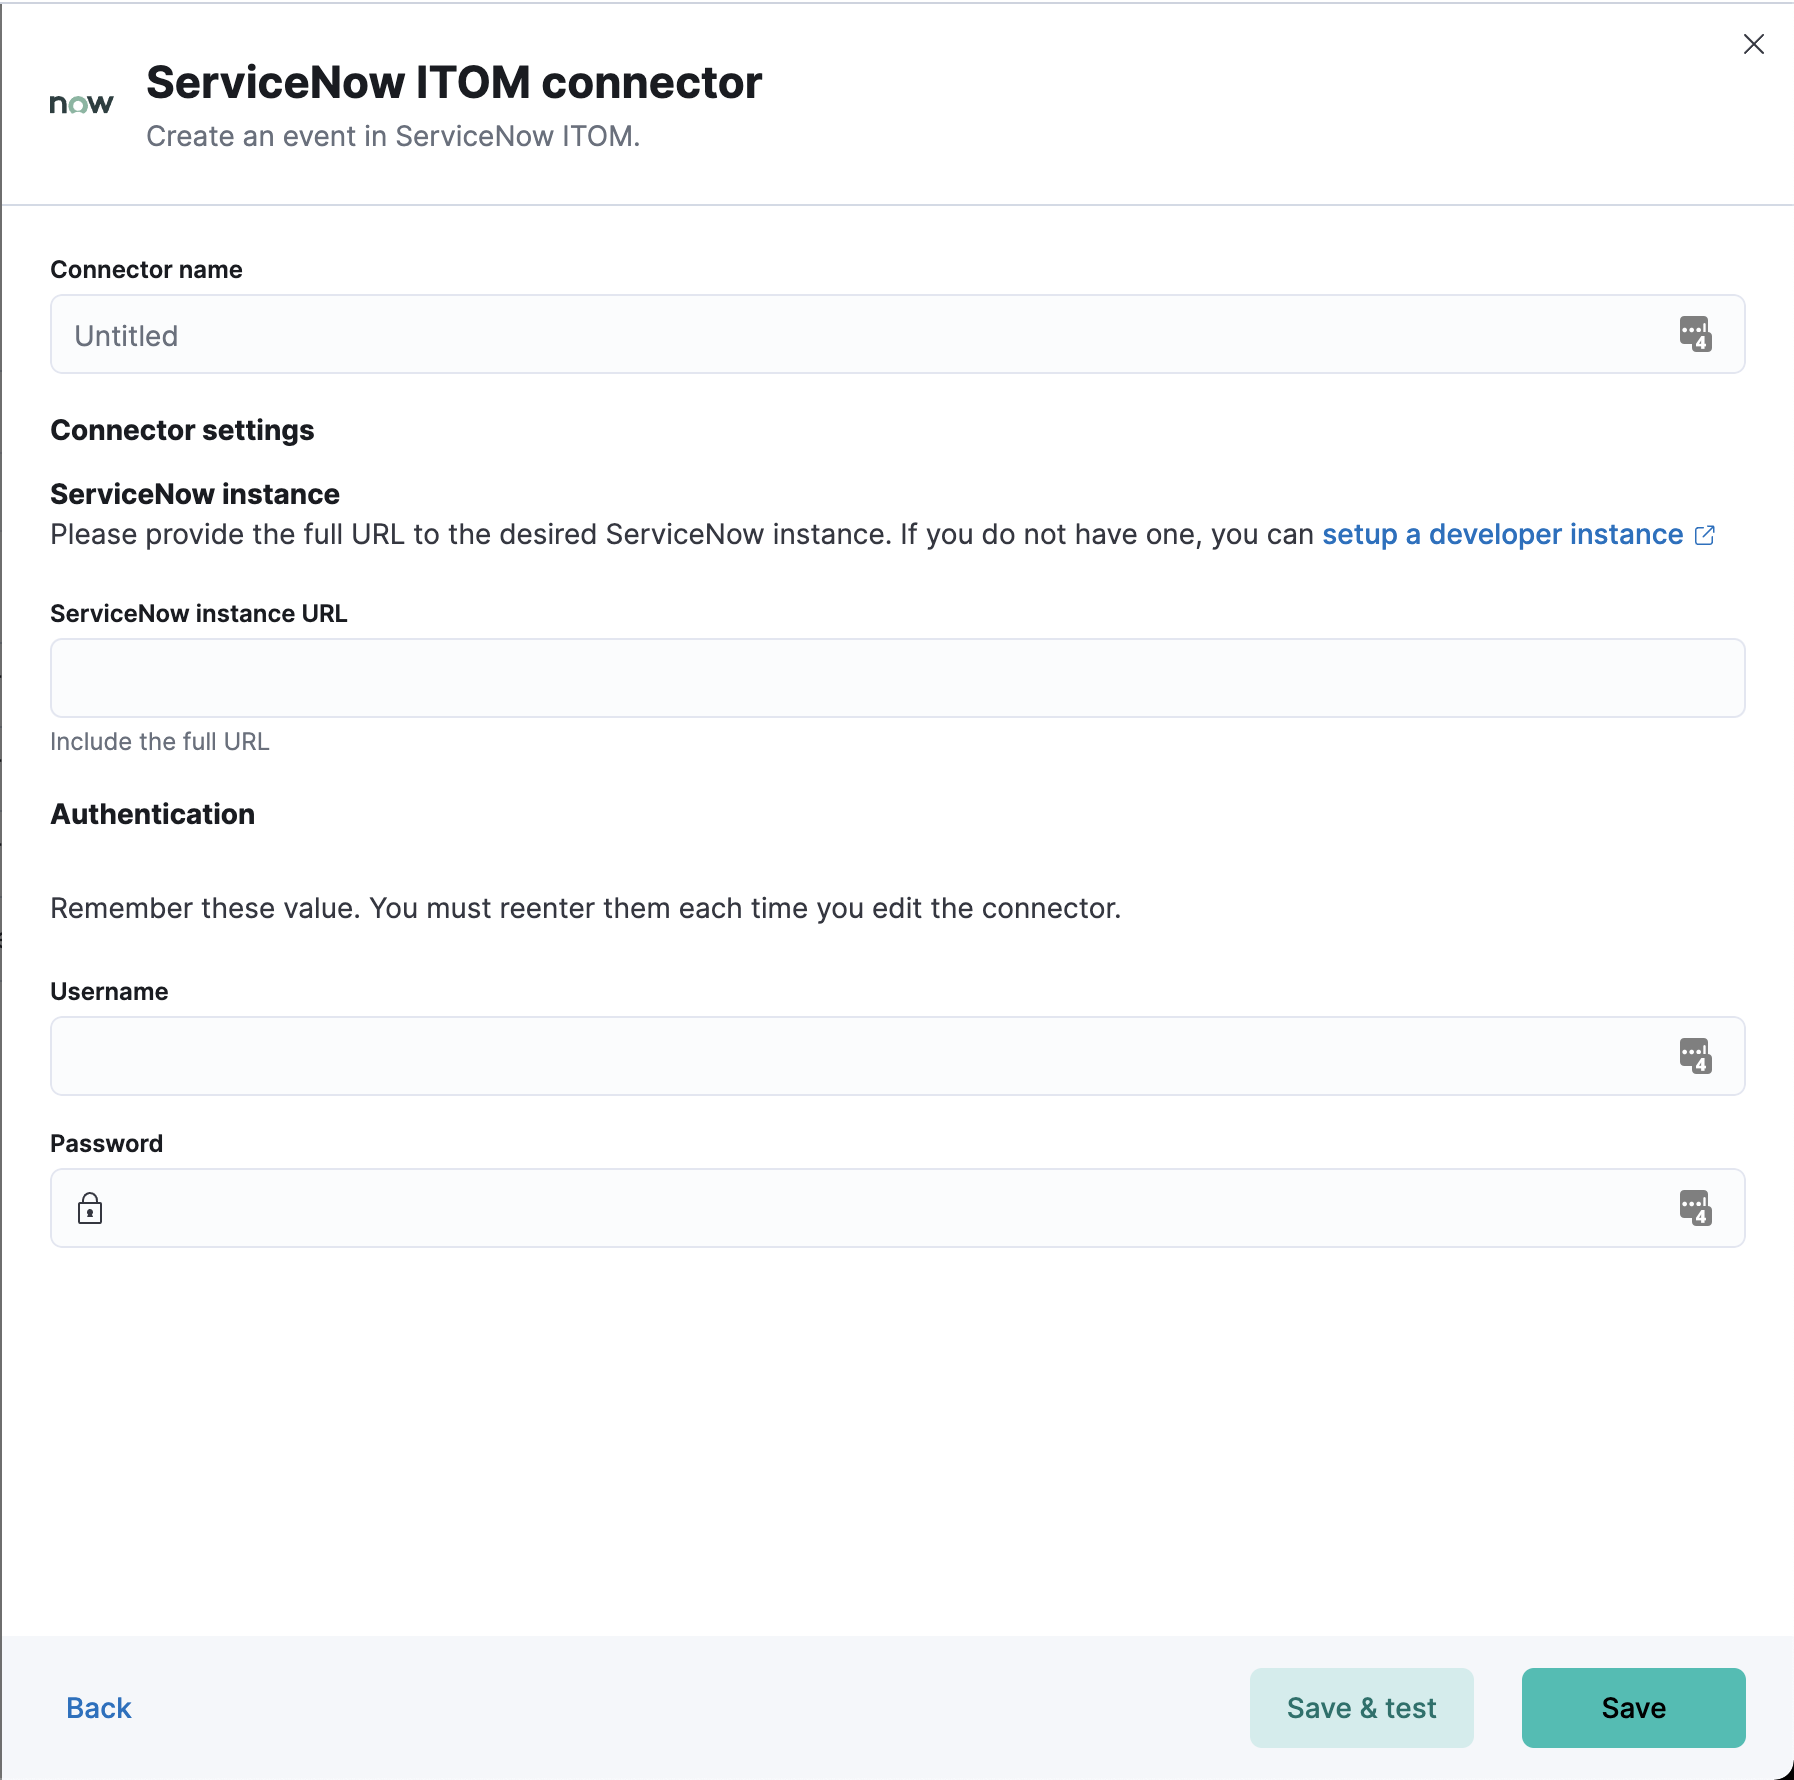 now
ServiceNow ITOM connector
Create an event in ServiceNow ITOM.
Connector name
Untitled
4
Connector settings
ServiceNow instance
Please provide the full URL to the desired ServiceNow instance. If you do not have one, you can setup a developer instance
ServiceNow instance URL
Include the full URL
Authentication
Remember these value. You must reenter them each time you edit the connector.
Username
4
Password
4
Back
Save & test
Save